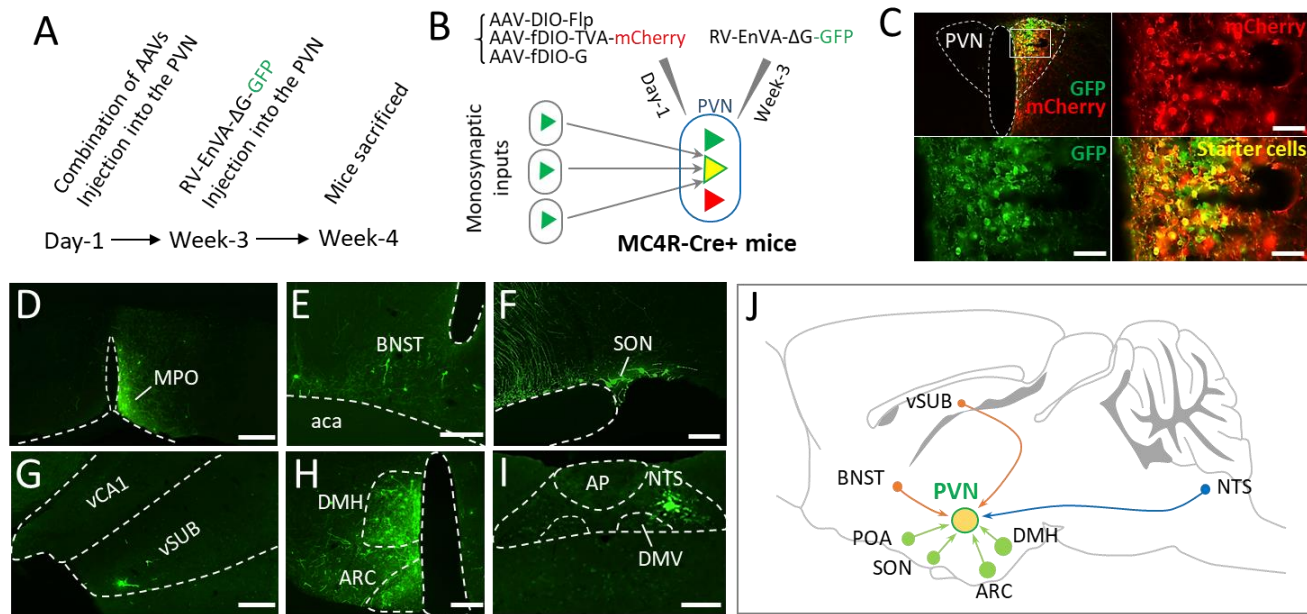 A
Combination of AAVs
Injection into the PVN
RV-EnVA-ΔG-GFP
Injection into the PVN
Mice sacrificed
Day-1
Week-3
Week-4
B
AAV-DIO-Flp
AAV-fDIO-TVA-mCherry
AAV-fDIO-G
RV-EnVA-ΔG-GFP
Day-1
PVN
Week-3
Monosynaptic
inputs
MC4R-Cre+ mice
C
PVN
GFP
mCherry
mCherry
GFP
Starter cells
D
MPO
E
BNST
aca
F
SON
G
vCA1
vSUB
H
DMH
ARC
I
AP
NTS
DMV
J
vSUB
BNST
PVN
NTS
POA
DMH
SON
ARC